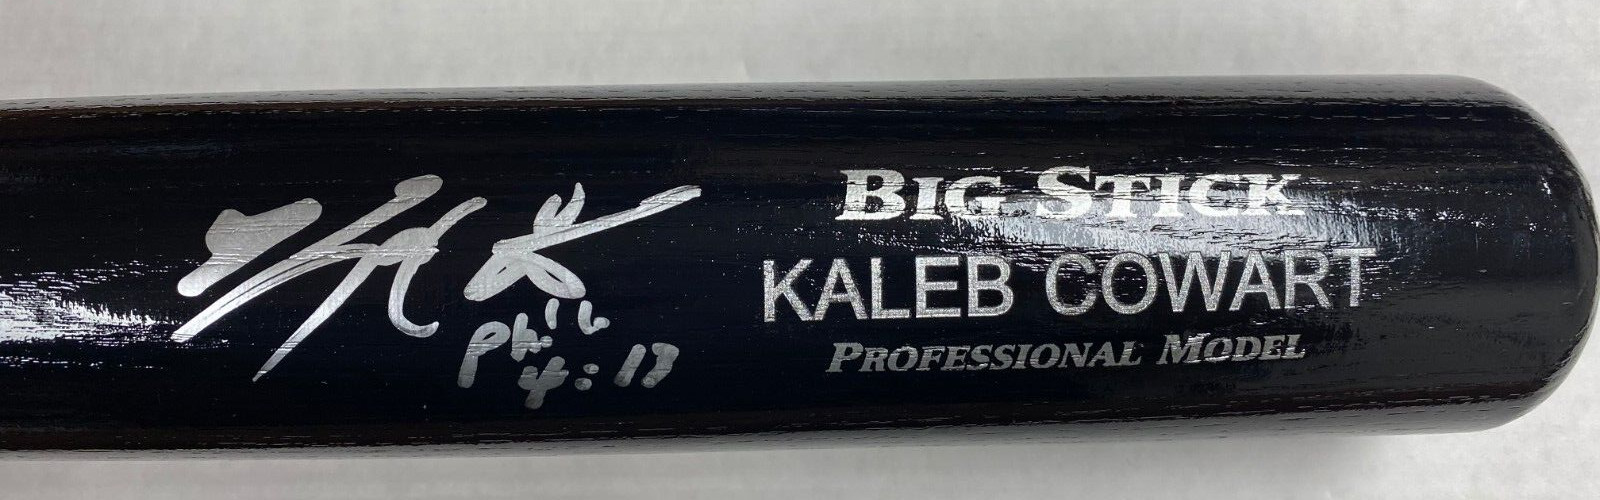 Phil
4:13
BIG STICK
KALEB COWART
PROFESSIONAL MODEL